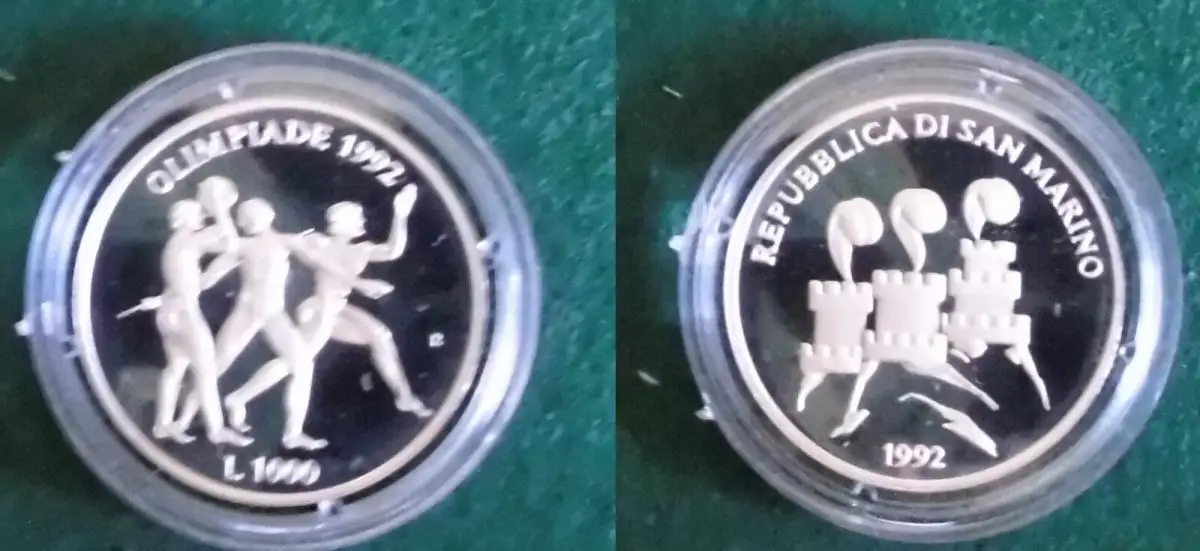 OLIMPIADE 1992
R
L 1000
REPUBBLICA DI SAN MARINO
1992